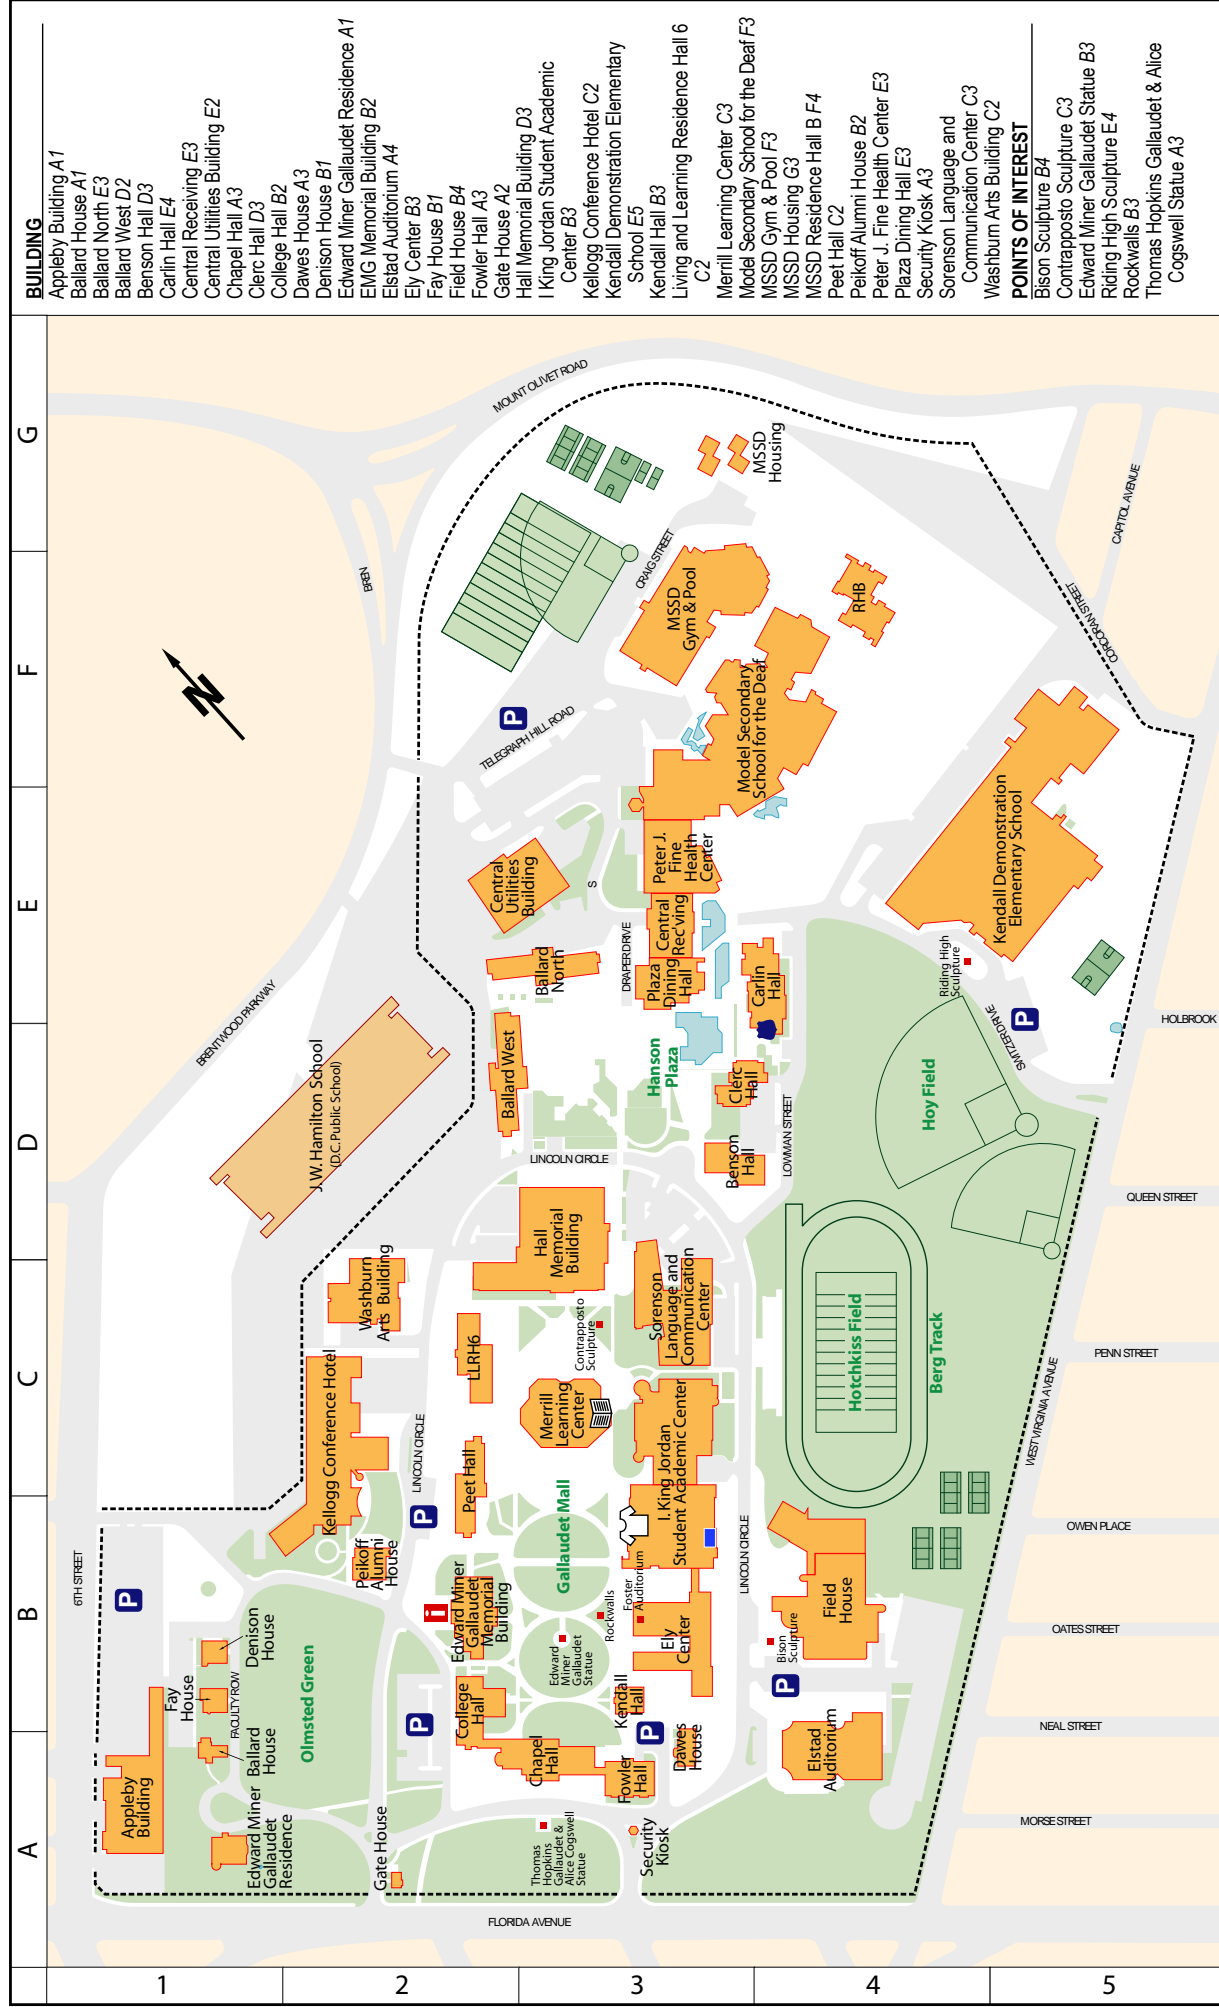 BUILDING
Appleby Building A1
Ballard House A1
Ballard North E3
Ballard West D2
Benson Hall D3
Carlin Hall E4
Central Receiving E3
Central Utilities Building E2
Chapel Hall A3
Clerc Hall D3
College Hall B2
Dawes House A3
Denison House B1
Edward Miner Gallaudet Residence A1
EMG Memorial Building B2
Elstad Auditorium A4
Ely Center B3
Fay House B1
Field House B4
Fowler Hall A3
Gate House A2
Hall Memorial Building D3
I King Jordan Student Academic
Center B3
Kellogg Conference Hotel C2
Kendall Demonstration Elementary
School E5
Kendall Hall B3
Living and Learning Residence Hall 6
C2
Merrill Learning Center C3
Model Secondary School for the Deaf F3
MSSD Gym & Pool F3
MSSD Housing G3
MSSD Residence Hall B F4
Peet Hall C2
Peikoff Alumni House B2
Peter J. Fine Health Center E3
Plaza Dining Hall E3
Security Kiosk A3
Sorenson Language and
Communication Center C3
Washburn Arts Building C2
POINTS OF INTEREST
Bison Sculpture B4
Contrapposto Sculpture C3
Edward Miner Gallaudet Statue B3
Riding High Sculpture E4
Rockwalls B3
Thomas Hopkins Gallaudet & Alice
Cogswell Statue A3
A
B
C
D
E
F
G
1
2
3
4
5
N
6TH STREET
BRENTWOOD PARKWAY
BREN
MOUNT OLIVET ROAD
P
Appleby
Building
Fay
House
Denison
House
FACULTY ROW
Ballard
House
Edward Miner
Gallaudet
Residence
Olmsted Green
Kellogg Conference Hotel
Peikoff
Alumni
House
Washburn
Arts Building
J.W. Hamilton School
(D.C. Public School)
Gate House
P
P
i
LINCOLN CIRCLE
College
Hall
Edward Miner
Gallaudet
Memorial
Building
Peet Hall
LLRH6
Ballard West
Ballard
North
Central
Utilities
Building
TELEGRAPH HILL ROAD
P
S
Chapel
Hall
Thomas
Hopkins
Gallaudet &
Alice Cogswell
Statue
Edward
Miner
Gallaudet
Statue
Gallaudet Mall
Rockwalls
Merrill
Learning
Center
Contrapposto
Sculpture
Hall
Memorial
Building
LINCOLN CIRCLE
DRAPER DRIVE
CRAIG STREET
Fowler
Hall
Security
Kiosk
Kendall
Hall
P
Dawes
House
Foster
Auditorium
Ely
Center
I. King Jordan
Student Academic Center
Sorenson
Language and
Communication
Center
Hanson
Plaza
Plaza
Dining
Hall
Central
Rec'ving
Peter J.
Fine
Health
Center
Model Secondary
School for the Deaf
MSSD
Gym & Pool
MSSD
Housing
RHB
Benson
Hall
Clerc
Hall
Carlin
Hall
LOWMAN STREET
LINCOLN CIRCLE
P
Bison
Sculpture
Elstad
Auditorium
Field
House
Hotchkiss Field
Berg Track
Hoy Field
Riding High
Sculpture
SWITZER DRIVE
P
Kendall Demonstration
Elementary School
FLORIDA AVENUE
WEST VIRGINIA AVENUE
MORSE STREET
NEAL STREET
OATES STREET
OWEN PLACE
PENN STREET
QUEEN STREET
HOLBROOK
CORCORAN STREET
CAPITOL AVENUE